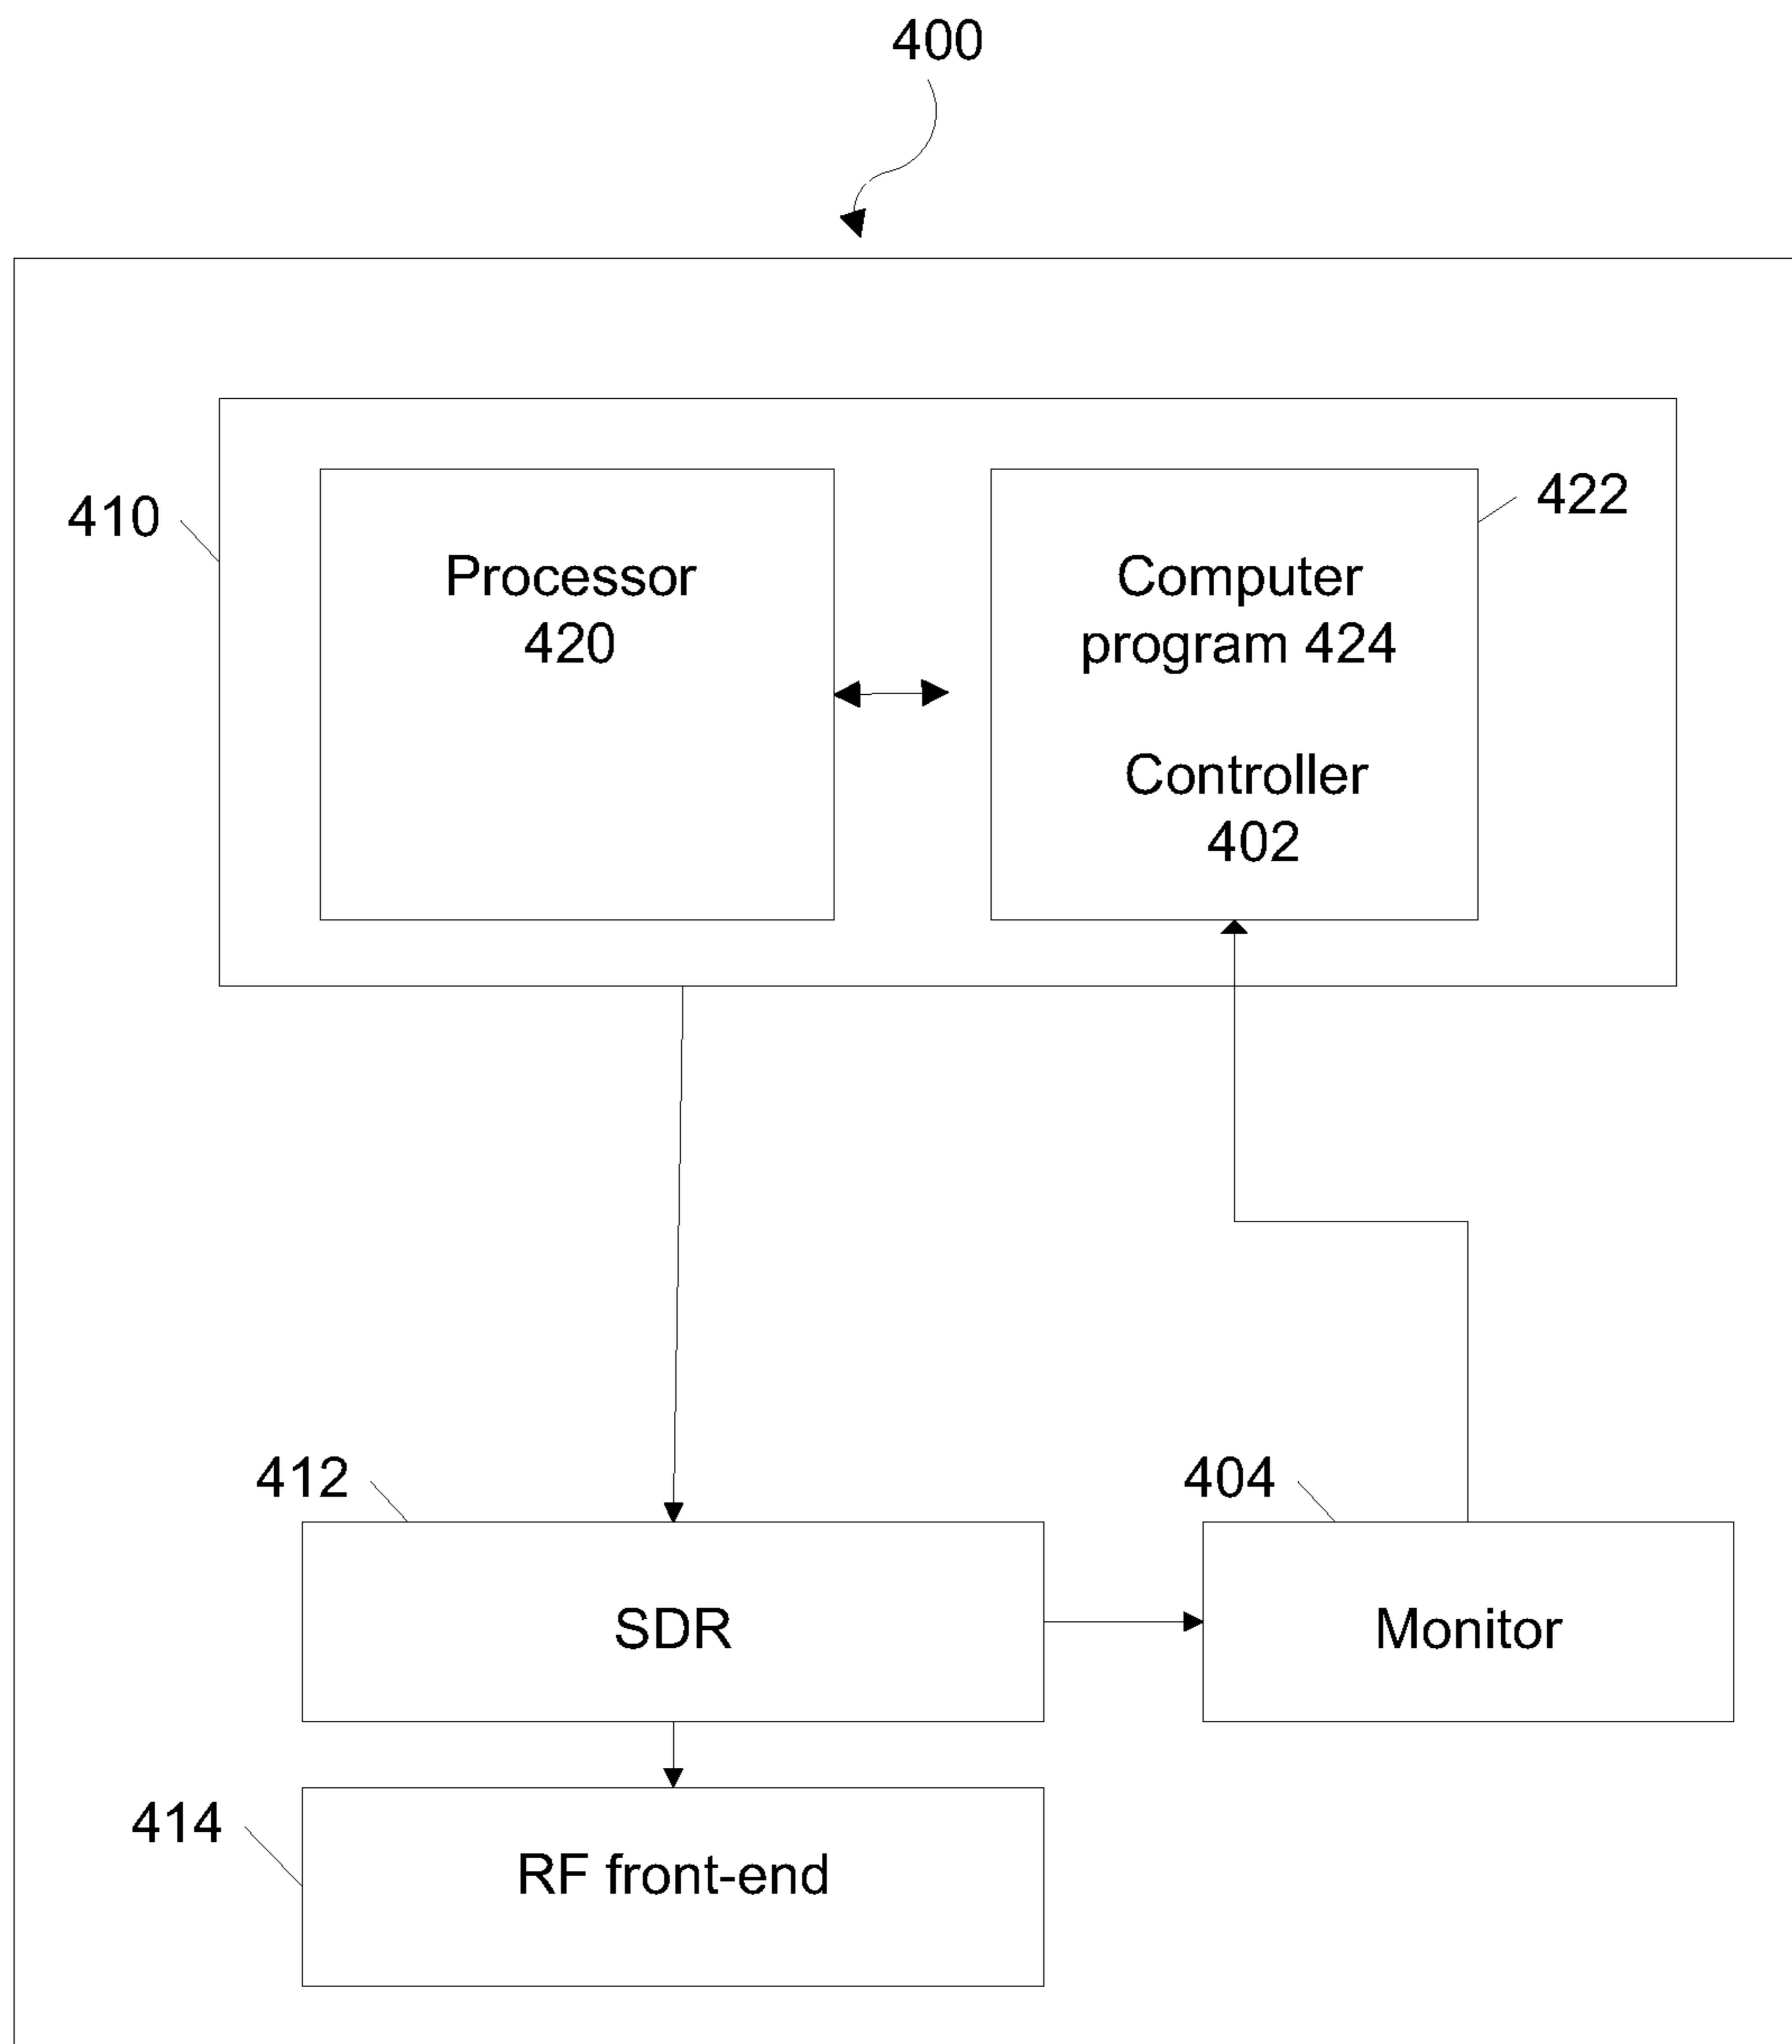 400
410
Processor
420
Computer
program 424
Controller
402
422
412
SDR
404
Monitor
414
RF front-end